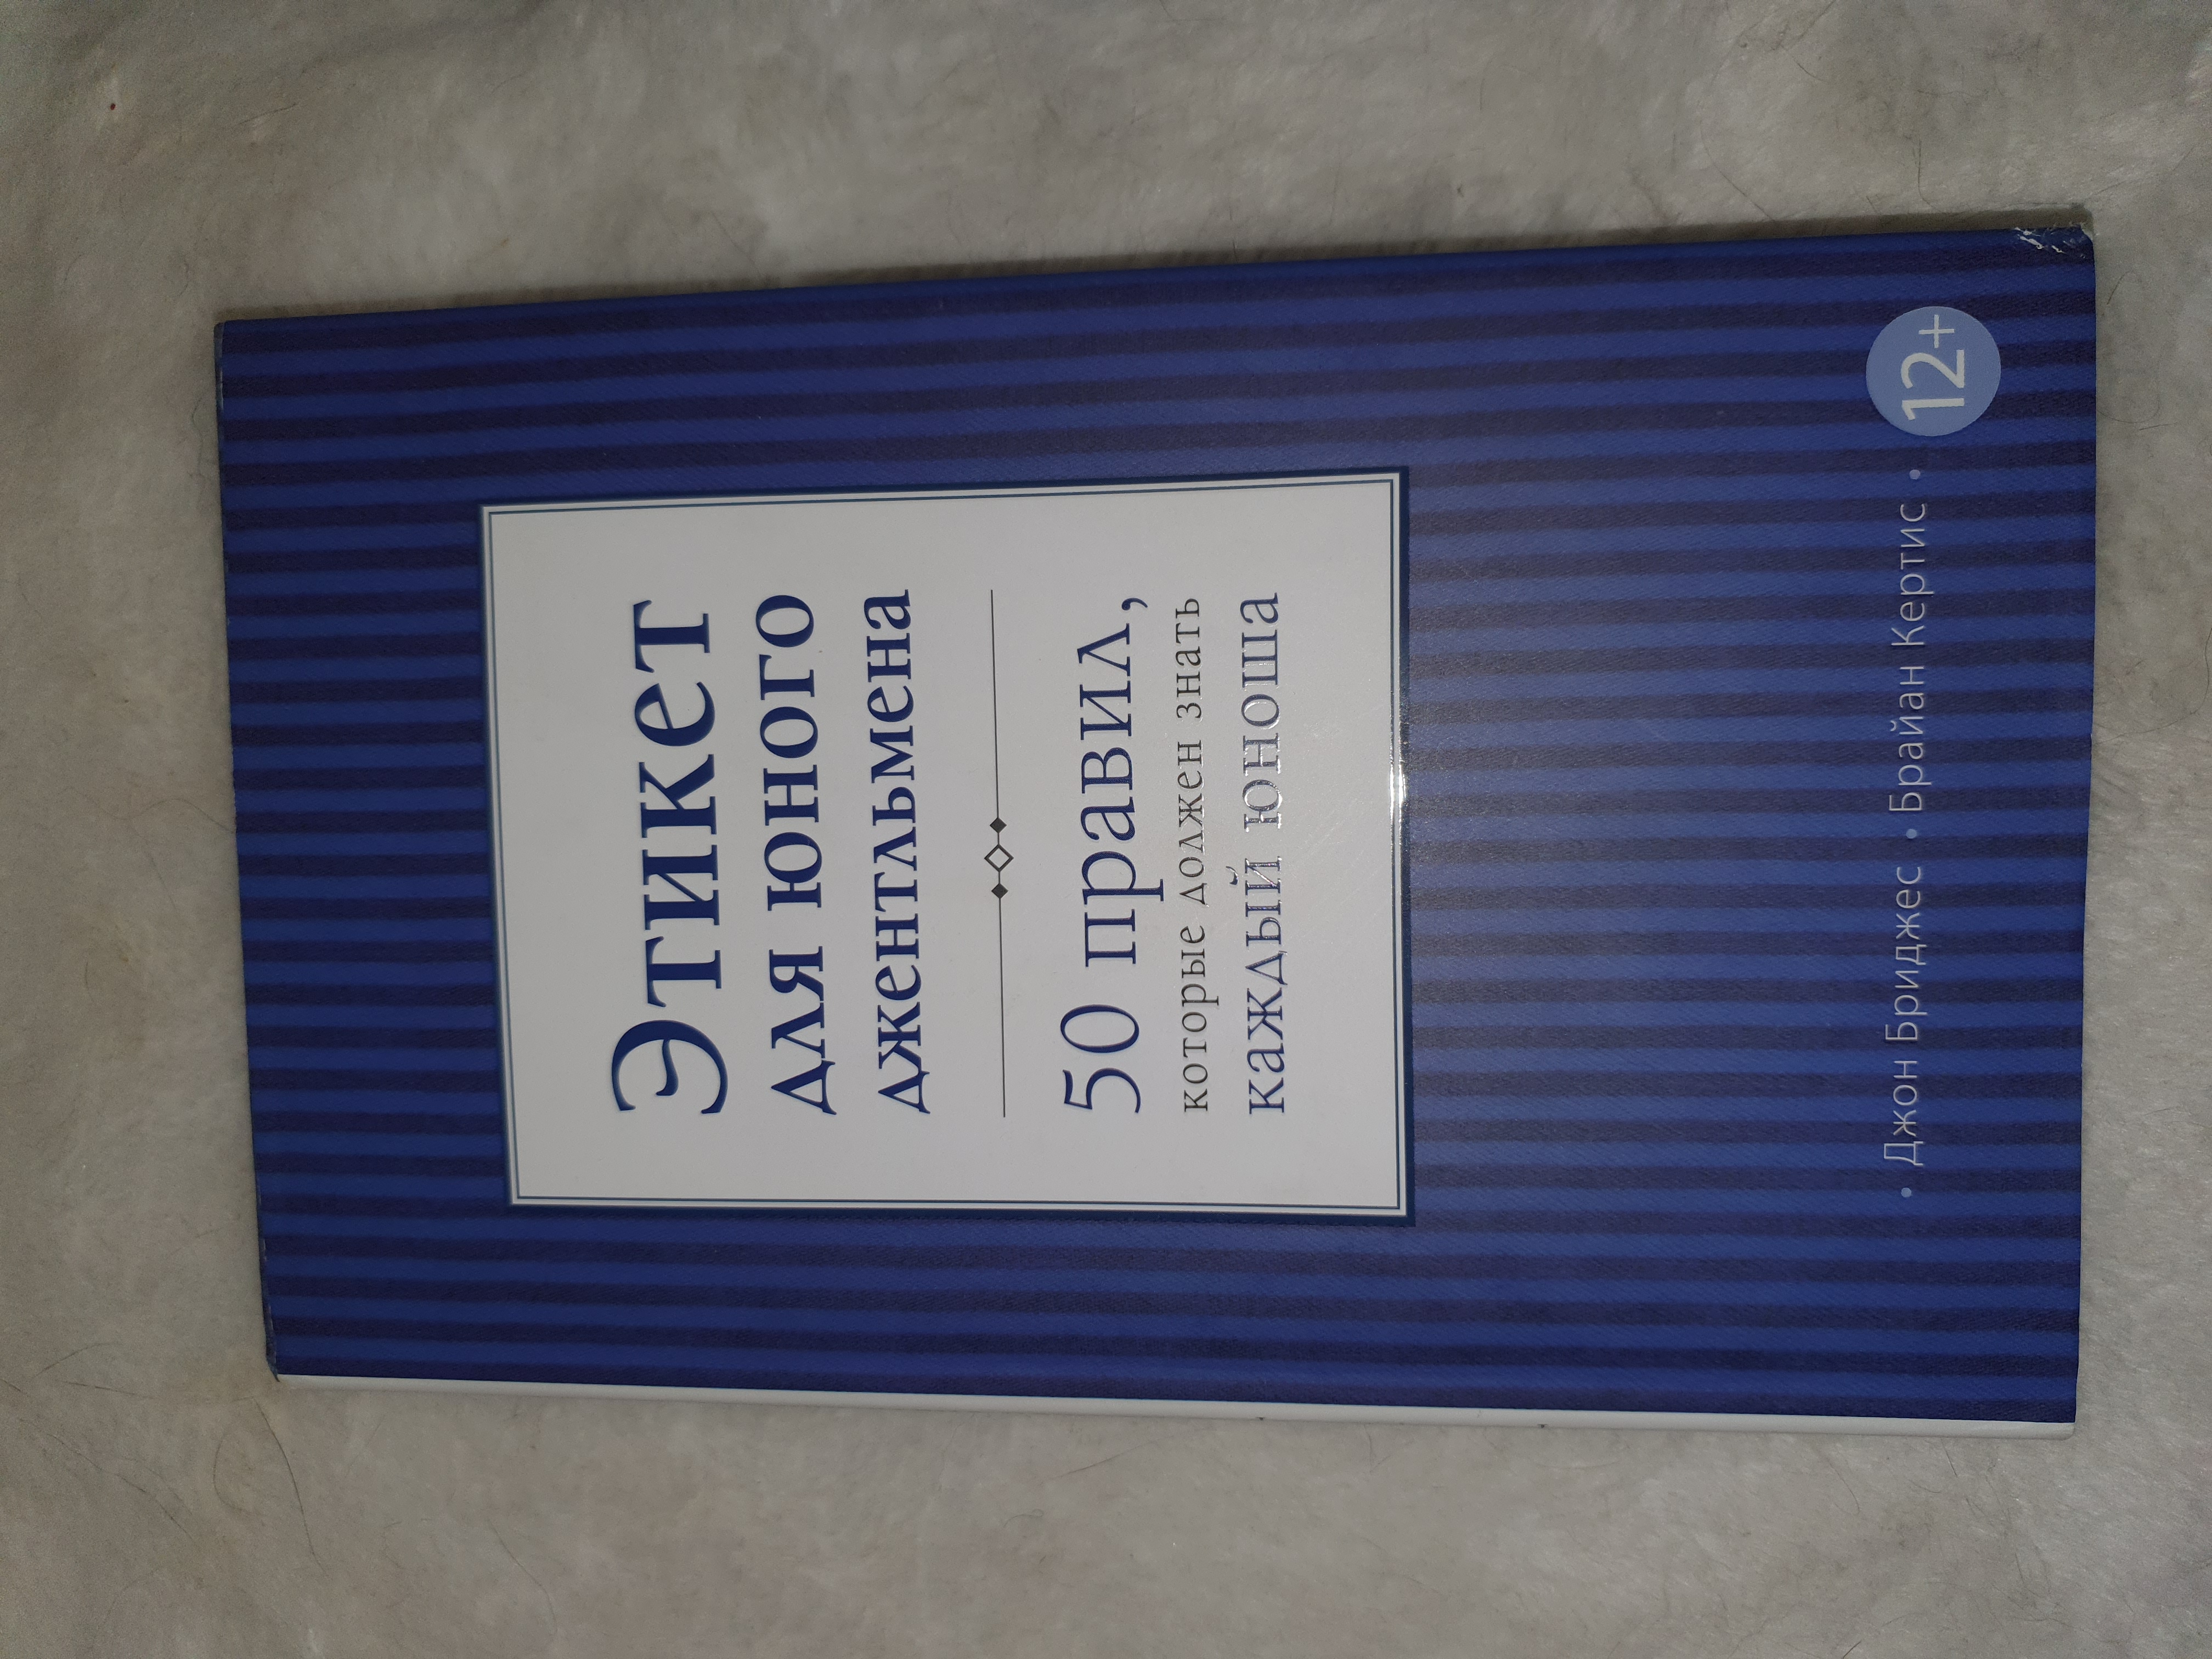 Этикет
для юного
джентльмена
50 правил,
которые должен знать
каждый юноша
• Джон Бриджес • Брайан Кертис •
12+